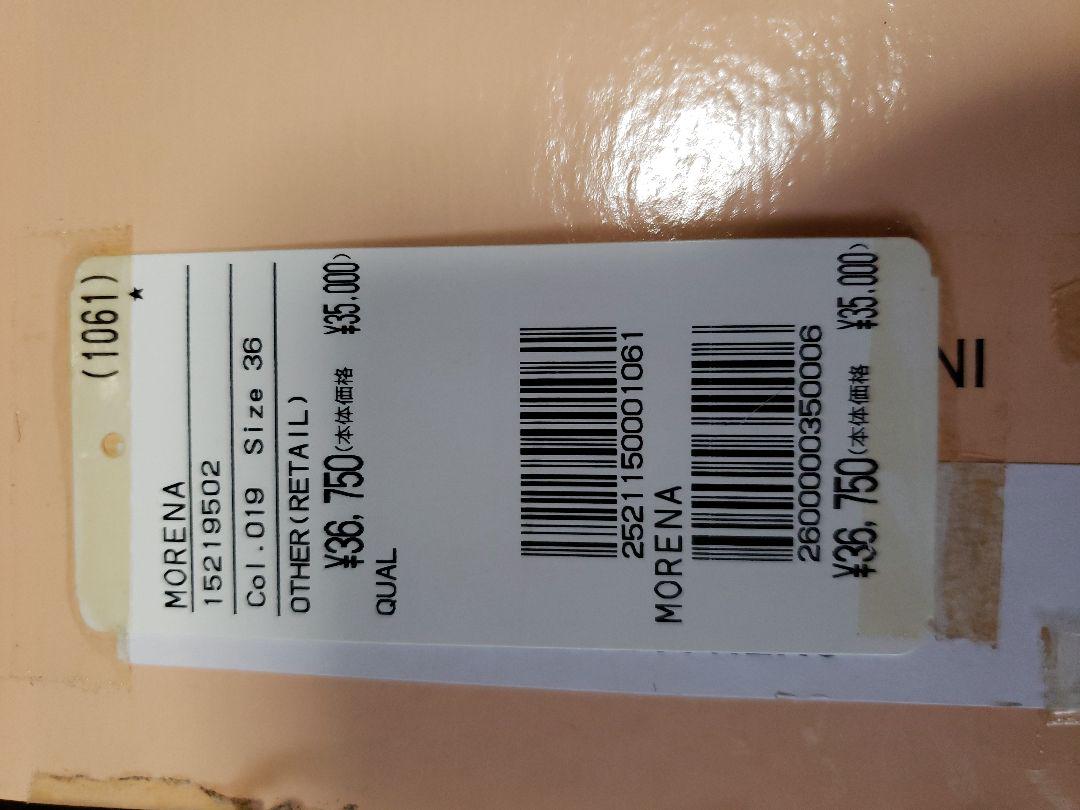 (1061)
★
MORENA
15219502
Col.019 Size 36
OTHER(RETAIL)
¥36,750(本体価格 ¥35,000)
QUAL
2521150001061
MORENA
2600000350006
¥36,750(本体価格 ¥35,000)
NI